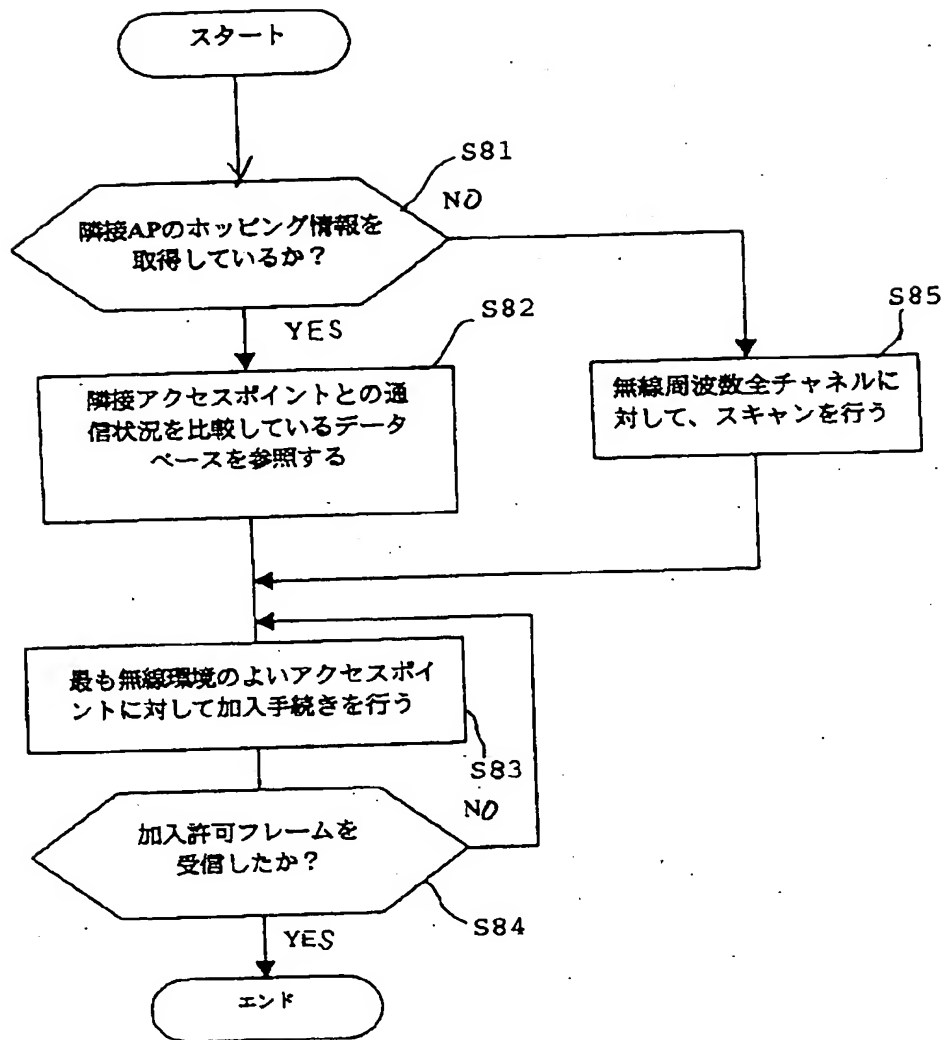 スタート
S81
NO
隣接APのホッピング情報を
取得しているか？
YES
S82
S85
隣接アクセスポイントとの通
信状況を比較しているデータ
ベースを参照する
無線周波数全チャネルに
対して、スキャンを行う
最も無線環境のよいアクセスポイ
ントに対して加入手続きを行う
S83
NO
加入許可フレームを
受信したか？
S84
YES
エンド